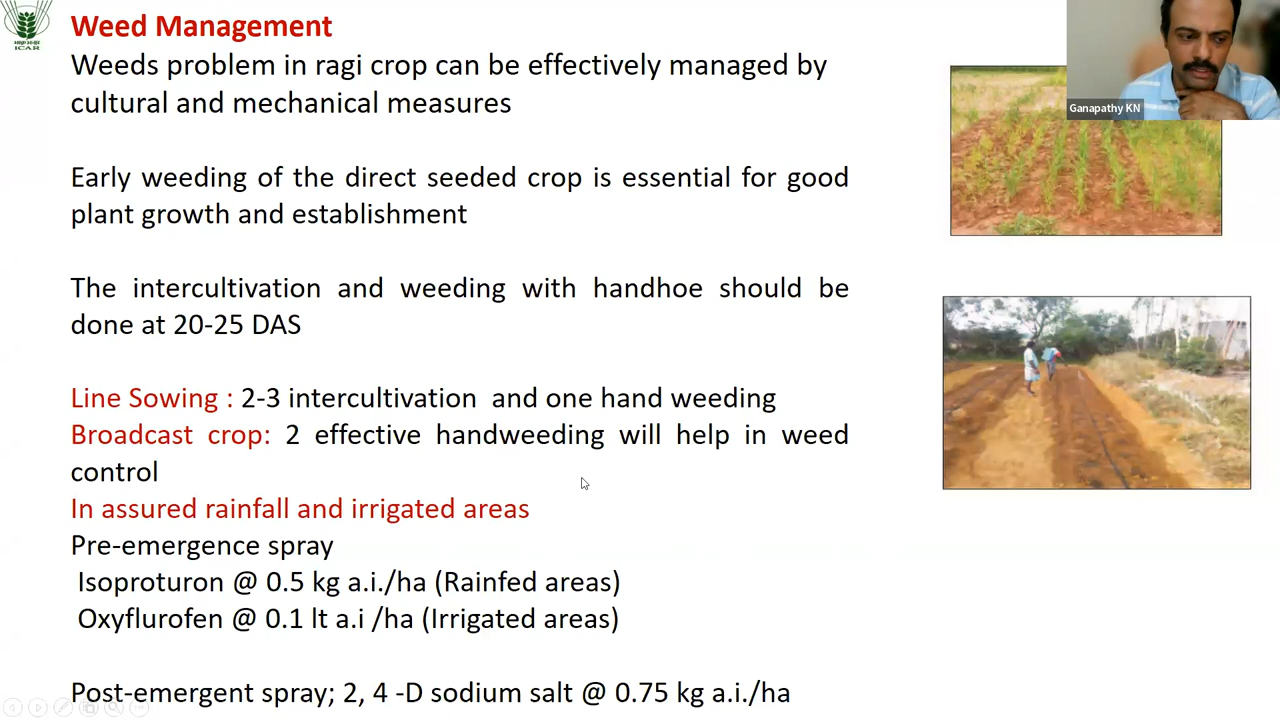 Weed Management
Weeds problem in ragi crop can be effectively managed by
cultural and mechanical measures
Early weeding of the direct seeded crop is essential for good
plant growth and establishment
The intercultivation and weeding with handhoe should be
done at 20-25 DAS
Line Sowing : 2-3 intercultivation and one hand weeding
Broadcast crop: 2 effective handweeding will help in weed
control
In assured rainfall and irrigated areas
Pre-emergence spray
Isoproturon @ 0.5 kg a.i./ha (Rainfed areas)
Oxyflurofen @ 0.1 lt a.i /ha (Irrigated areas)
Post-emergent spray; 2, 4 -D sodium salt @ 0.75 kg a.i./ha
ICAR
Ganapathy KN